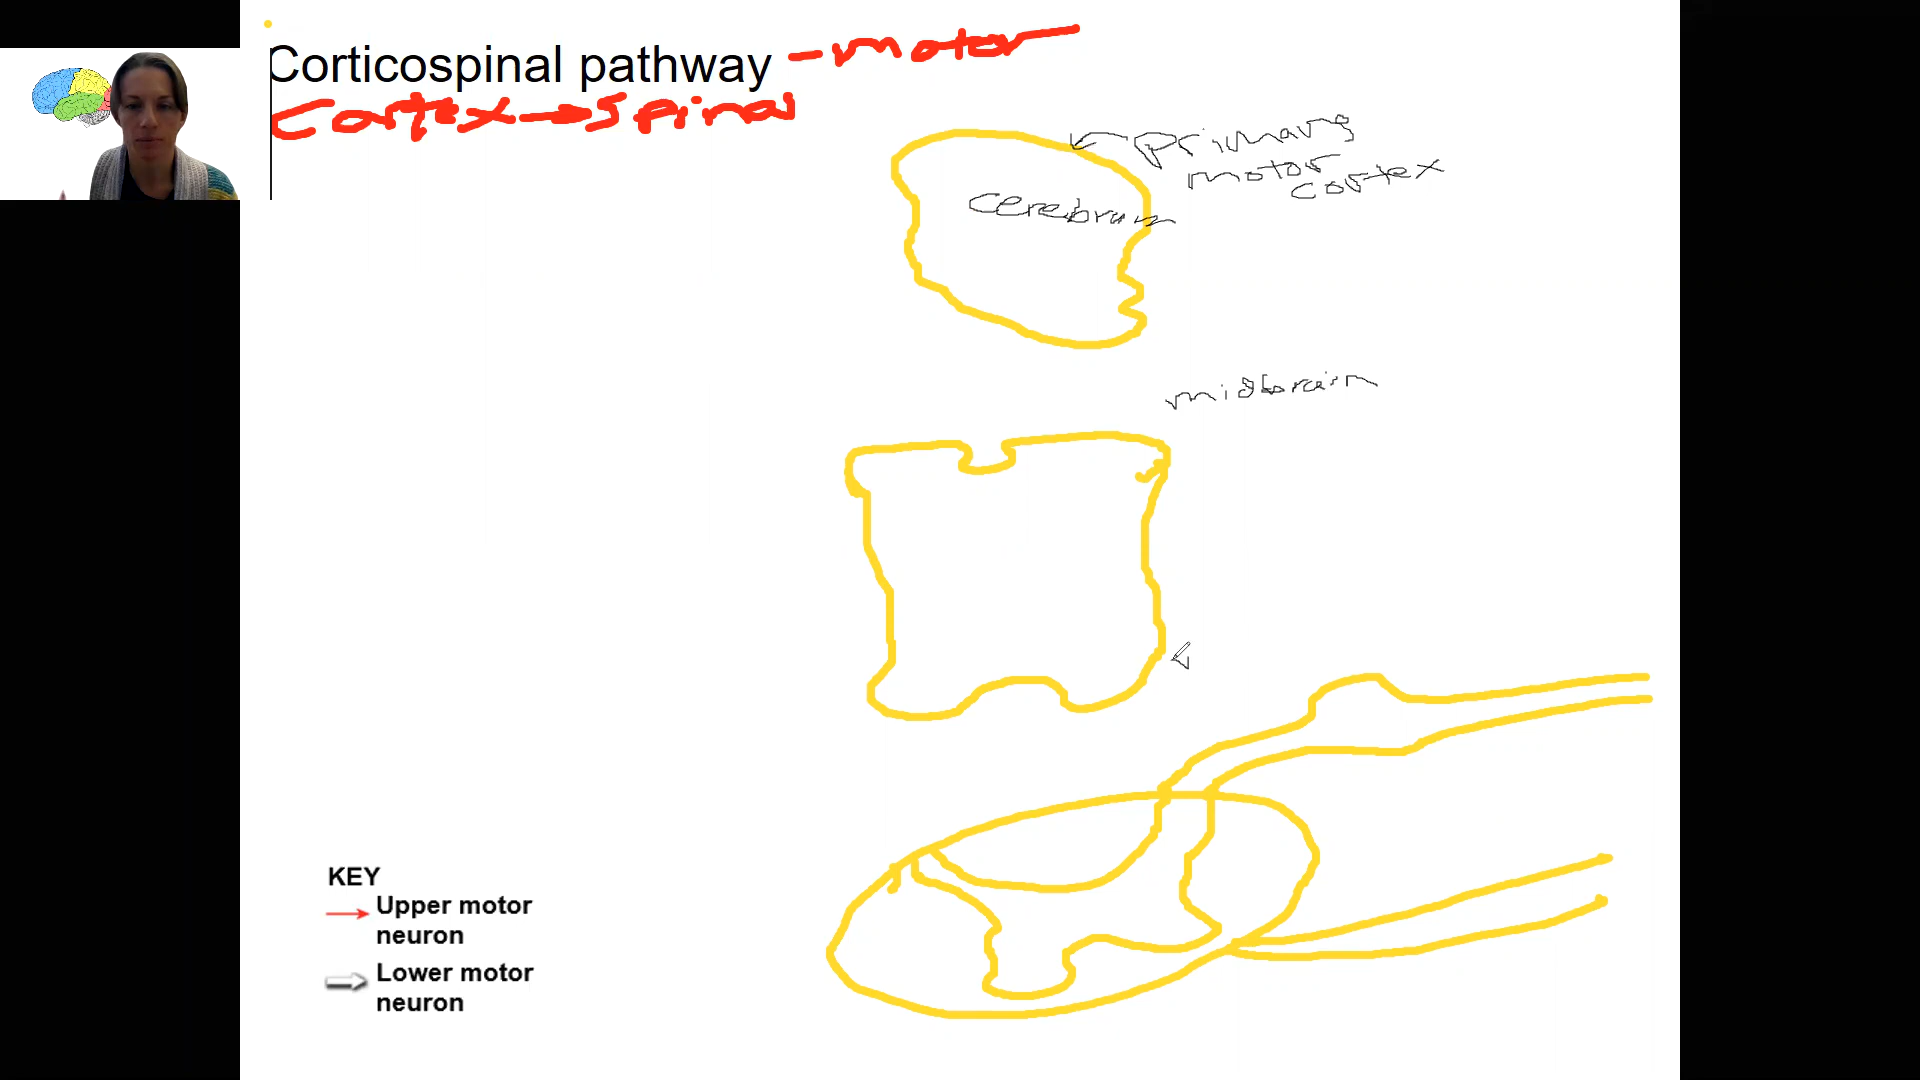 Corticospinal pathway - motor
Cortex → spinal
primary
motor
cortex
cerebrum
midbrain
KEY
Upper motor
neuron
Lower motor
neuron